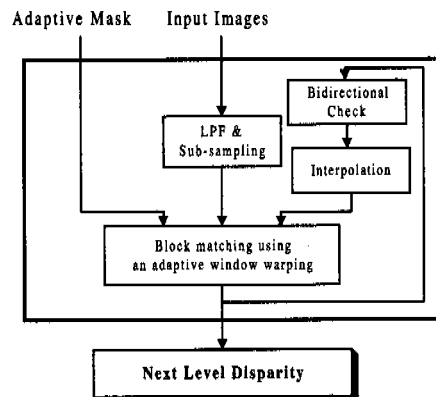 Adaptive Mask
Input Images
Bidirectional
Check
LPF &
Sub-sampling
Interpolation
Block matching using
an adaptive window warping
Next Level Disparity